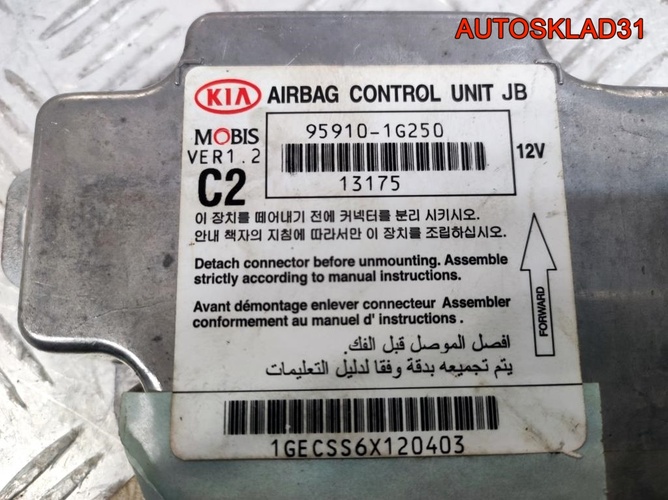 AUTOSKLAD31
KIA AIRBAG CONTROL UNIT JB
MOBIS
VER1.2
C2
95910-1G250
13175
12V
이 장치를 떼어내기 전에 커넥터를 분리 시키시오.
안내 책자의 지침에 따라서만 이 장치를 조립하십시오.
Detach connector before unmounting. Assemble
strictly according to manual instructions.
Avant démontage enlever connecteur Assembler
conformement au manuel d' instructions .
افصل الموصل قبل الفك.
يتم تجميعه بدقة وفقا لدليل التعليمات
FORWARD
1GECSS6X120403